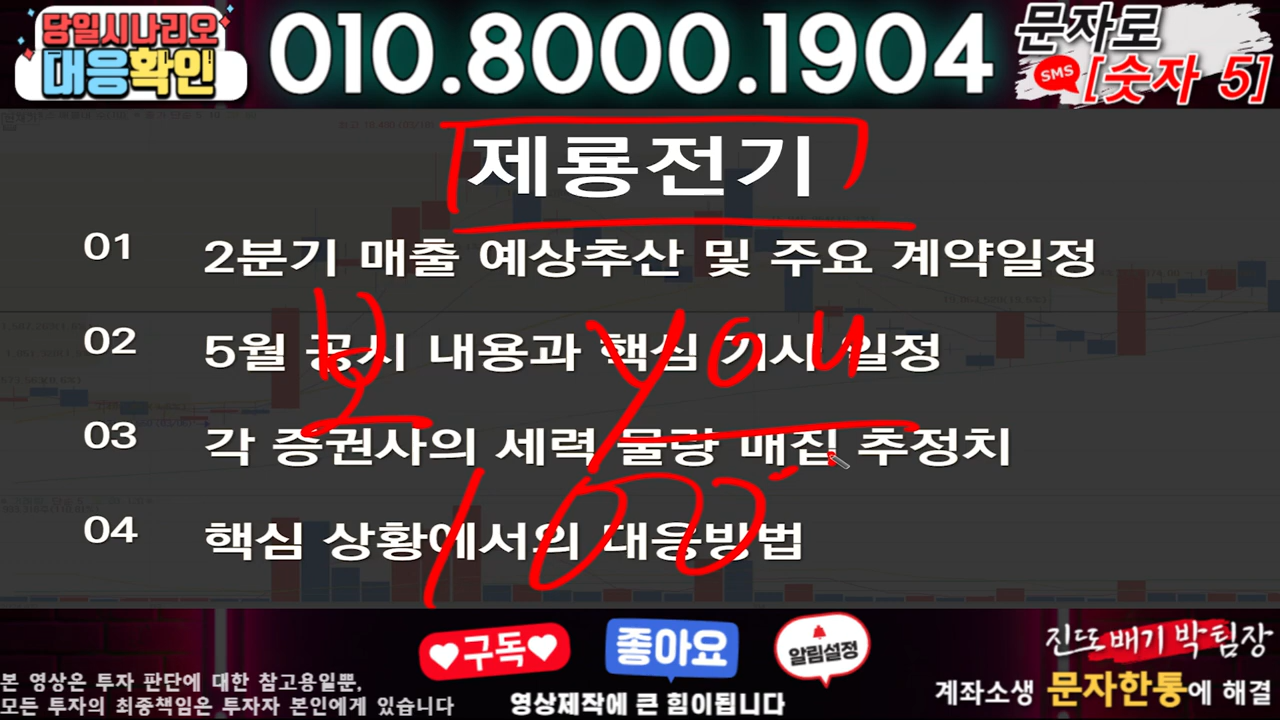 당일시나리오
대응확인
010.8000.1904
문자로
SMS [숫자 5]
제룡전기
01 2분기 매출 예상추산 및 주요 계약일정
02 5월 공시 내용과 핵심 기사 일정
03 각 증권사의 세력 물량 매집 추정치
04 핵심 상황에서의 대응방법
봇 you
100
구독
좋아요
알림설정
영상제작에 큰 힘이됩니다
본 영상은 투자 판단에 대한 참고용일뿐,
모든 투자의 최종책임은 투자자 본인에게 있습니다
진또배기 박팀장
계좌소생 문자한통에 해결